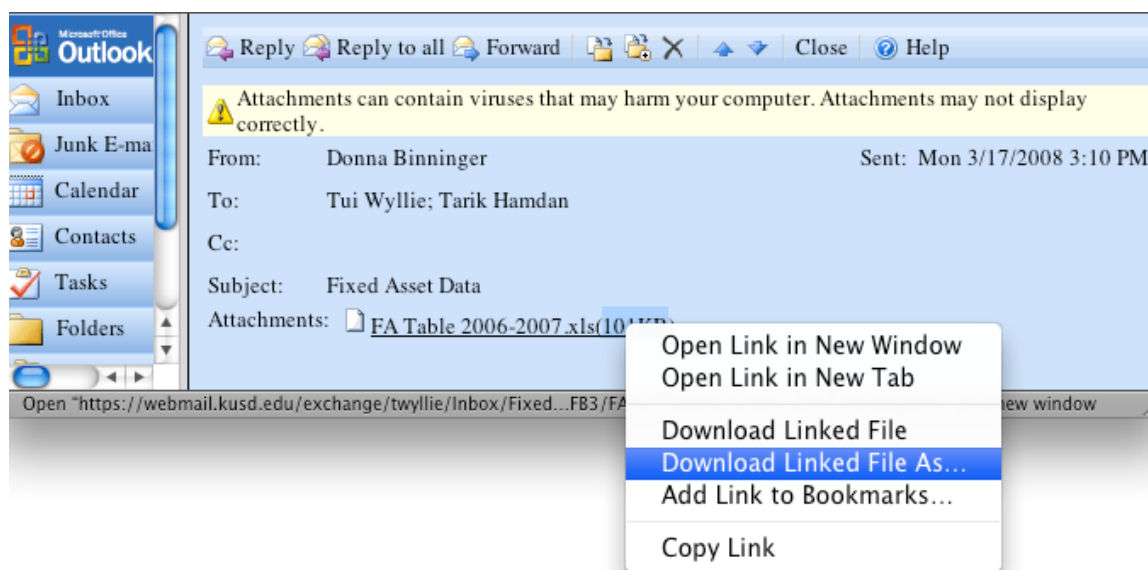 Microsoft Office
Outlook
Reply Reply to all Forward Close Help
Inbox
Junk E-ma
Calendar
Contacts
Tasks
Folders
Attachments can contain viruses that may harm your computer. Attachments may not display
correctly.
From: Donna Binninger Sent: Mon 3/17/2008 3:10 PM
To: Tui Wyllie; Tarik Hamdan
Cc:
Subject: Fixed Asset Data
Attachments: FA Table 2006-2007.xls(101KB)
Open "https://webmail.kusd.edu/exchange/twyllie/Inbox/Fixed...FB3/FA ew window
Open Link in New Window
Open Link in New Tab
Download Linked File
Download Linked File As...
Add Link to Bookmarks...
Copy Link